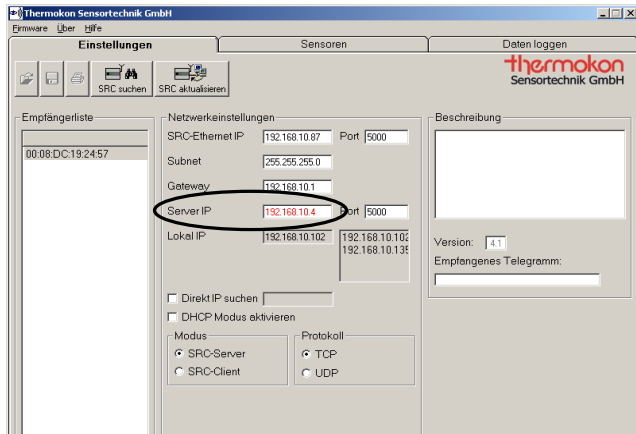 Thermokon Sensortechnik GmbH
Firmware Über Hilfe
Einstellungen Sensoren Daten loggen
SRC suchen SRC aktualisieren
thermokon
Sensortechnik GmbH
Empfängerliste Netzwerkeinstellungen Beschreibung
SRC-Ethernet IP 192.168.10.87 Port 5000
00:08:DC:19:24:57
Subnet 255.255.255.0
Gateway 192.168.10.1
Server IP 192.168.10.4 Port 5000
Lokal IP 192.168.10.102 192.168.10.102
192.168.10.135
Version: 4.1
Empfangenes Telegramm:
Direkt IP suchen
DHCP Modus aktivieren
Modus Protokoll
SRC-Server TCP
SRC-Client UDP